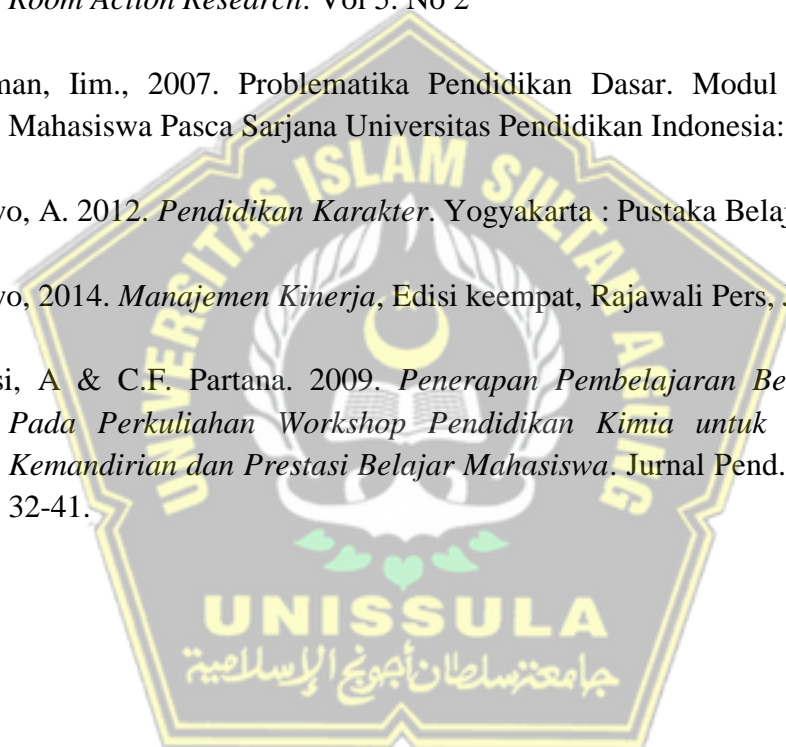 Room Action Research. Vol 5. No 2
man, Iim., 2007. Problematika Pendidikan Dasar. Modul
Mahasiswa Pasca Sarjana Universitas Pendidikan Indonesia:
vo, A. 2012. Pendidikan Karakter. Yogyakarta : Pustaka Belaj
vo, 2014. Manajemen Kinerja, Edisi keempat, Rajawali Pers,
si, A & C.F. Partana. 2009. Penerapan Pembelajaran Be
Pada Perkuliahan Workshop Pendidikan Kimia untuk
Kemandirian dan Prestasi Belajar Mahasiswa. Jurnal Pend.
32-41.
UNIVERSITAS ISLAM SULTAN AGUNG
UNISSULA
جامعتنسلطان أجونج الإسلامية